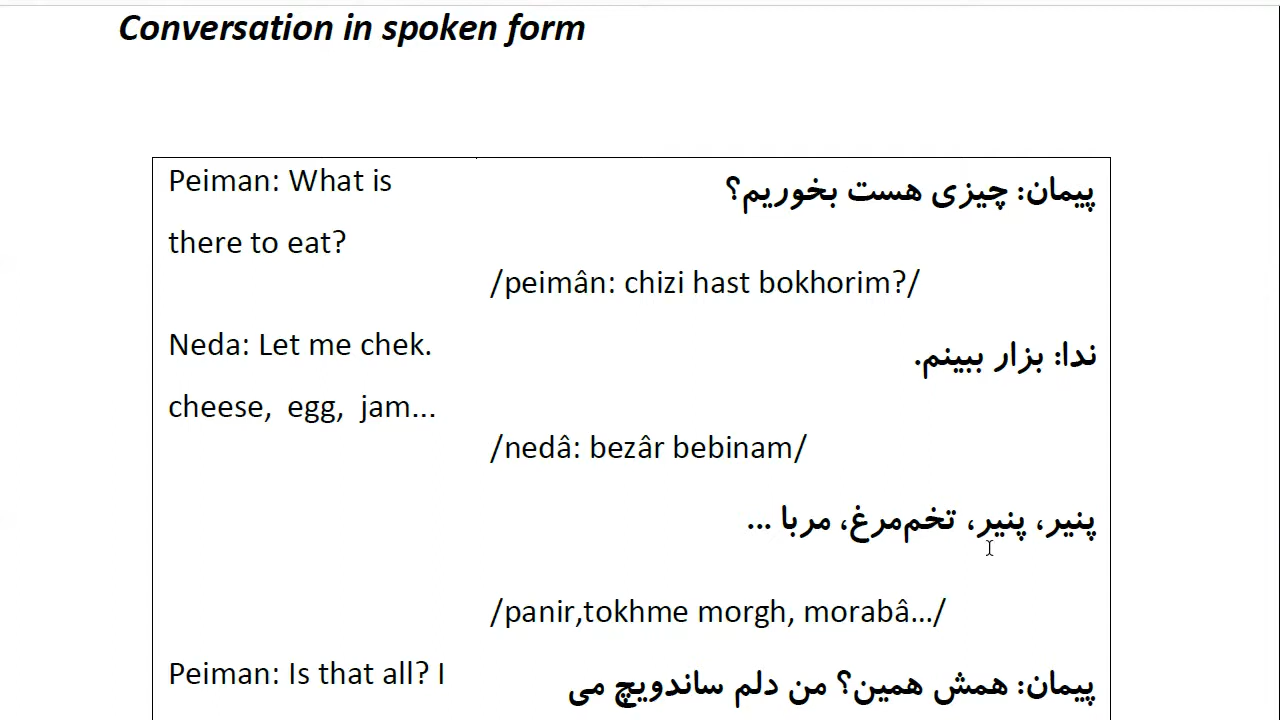 Conversation in spoken form
Peiman: What is
there to eat?
پیمان: چیزی هست بخوریم؟
/peimân: chizi hast bokhorim?/
Neda: Let me chek.
cheese, egg, jam...
ندا: بزار ببینم.
/nedâ: bezâr bebinam/
پنیر، پنیر، تخم‌مرغ، مربا ...
/panir,tokhme morgh, morabâ.../
Peiman: Is that all? I
پیمان: همش همین؟ من دلم ساندویچ می